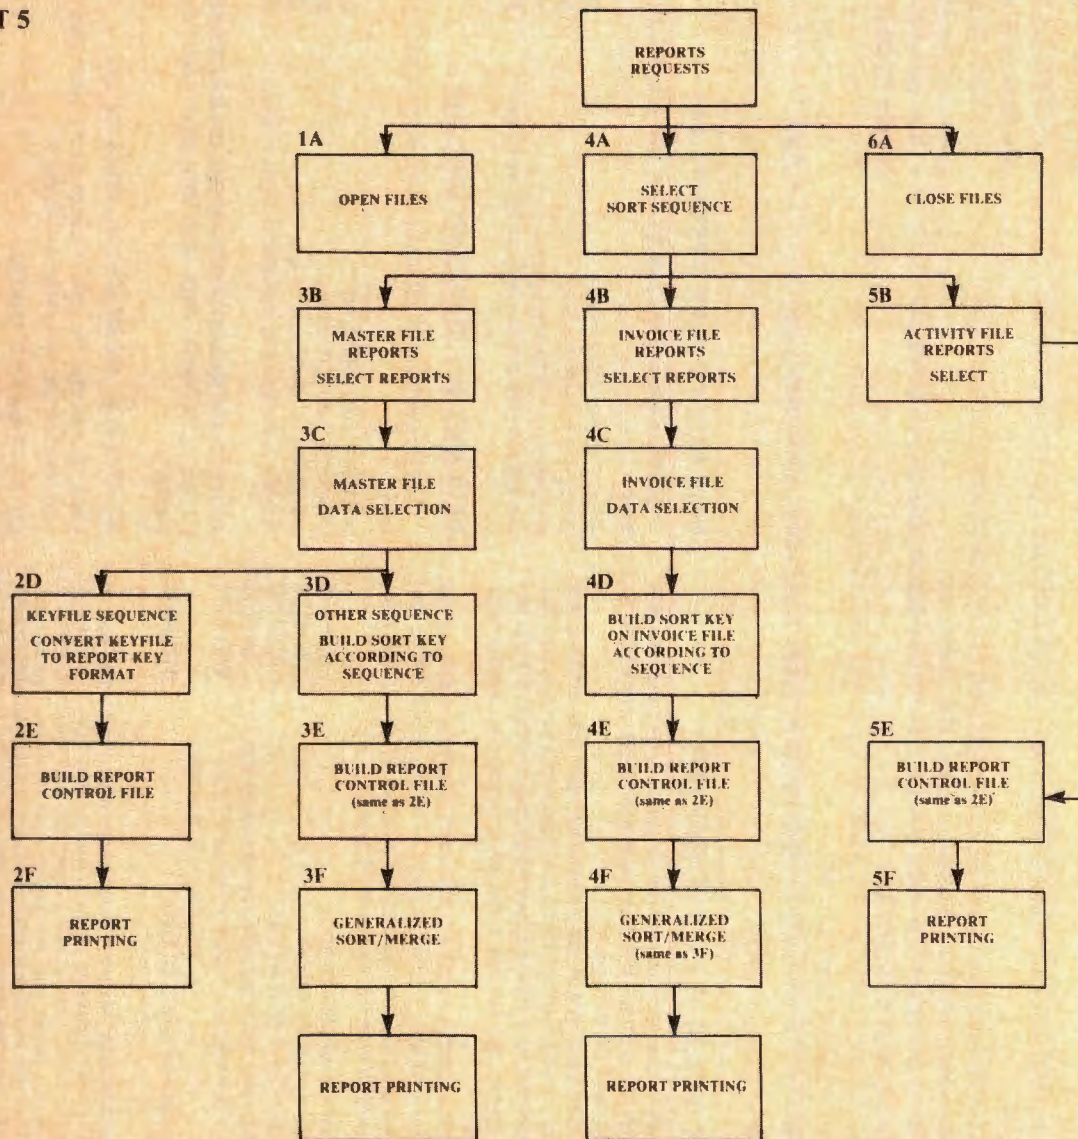 T 5
REPORTS
REQUESTS
1A
OPEN FILES
4A
SELECT
SORT SEQUENCE
6A
CLOSE FILES
3B
MASTER FILE
REPORTS
SELECT REPORTS
4B
INVOICE FILE
REPORTS
SELECT REPORTS
5B
ACTIVITY FILE
REPORTS
SELECT
3C
MASTER FILE
DATA SELECTION
4C
INVOICE FILE
DATA SELECTION
2D
KEYFILE SEQUENCE
CONVERT KEYFILE
TO REPORT KEY
FORMAT
3D
OTHER SEQUENCE
BUILD SORT KEY
ACCORDING TO
SEQUENCE
4D
BUILD SORT KEY
ON INVOICE FILE
ACCORDING TO
SEQUENCE
2E
BUILD REPORT
CONTROL FILE
3E
BUILD REPORT
CONTROL FILE
(same as 2E)
4E
BUILD REPORT
CONTROL FILE
(same as 2E)
5E
BUILD REPORT
CONTROL FILE
(same as 2E)
2F
REPORT
PRINTING
3F
GENERALIZED
SORT/MERGE
4F
GENERALIZED
SORT/MERGE
(same as 3F)
5F
REPORT
PRINTING
REPORT PRINTING
REPORT PRINTING